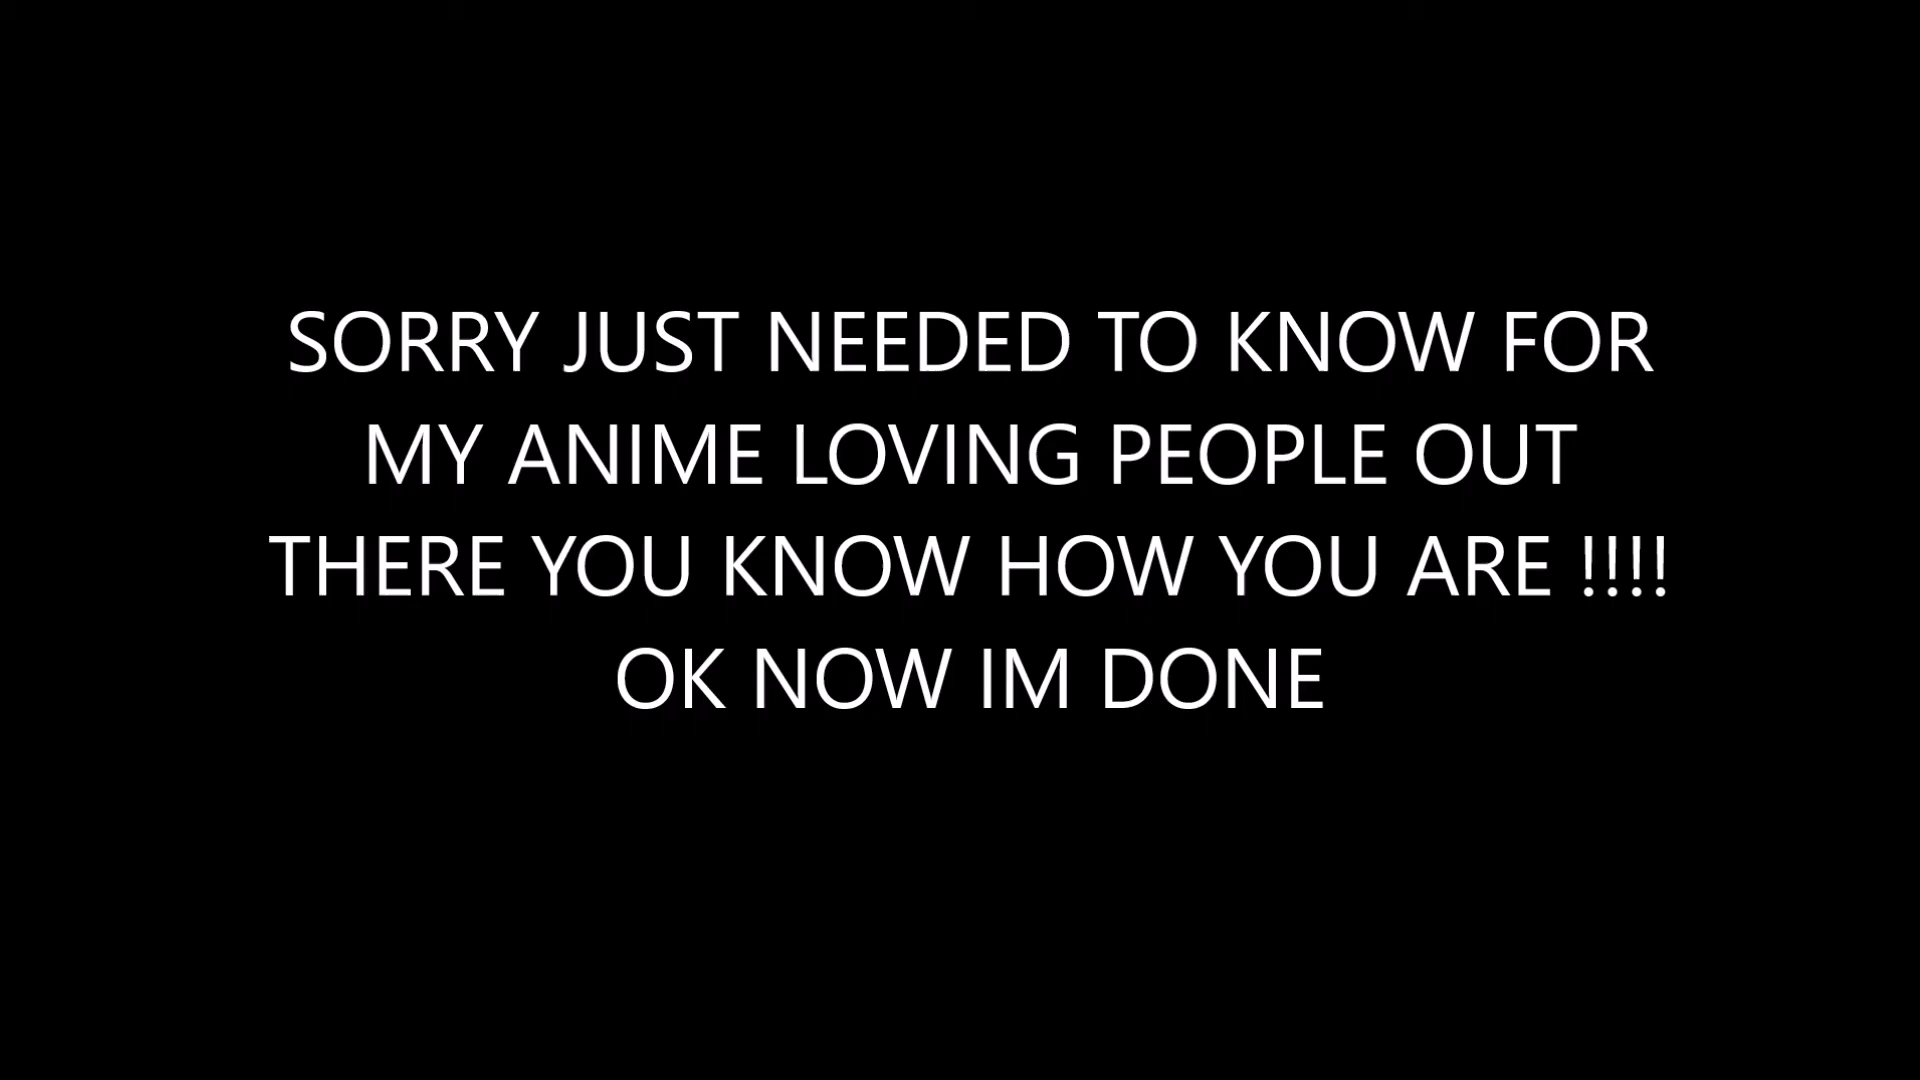 SORRY JUST NEEDED TO KNOW FOR
MY ANIME LOVING PEOPLE OUT
THERE YOU KNOW HOW YOU ARE !!!!
OK NOW IM DONE